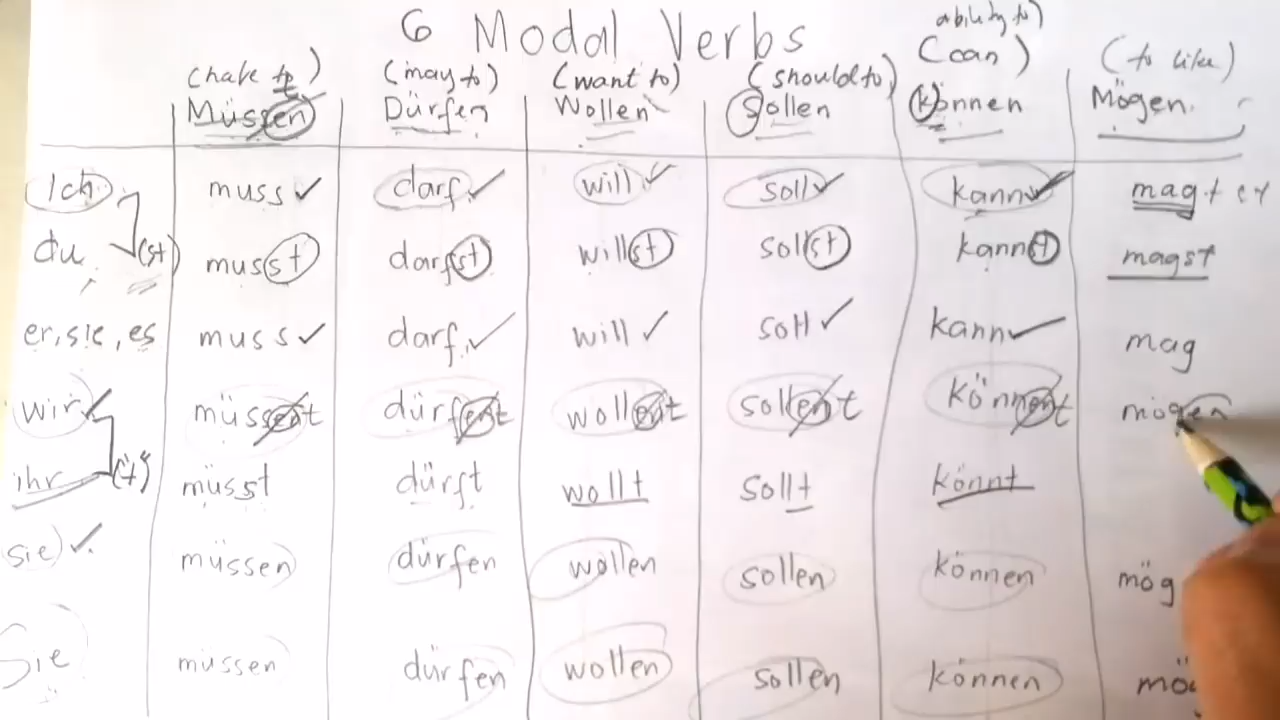 6 Modal Verbs
ability to)
(have to) (may to) (want to) (should to) (can) (to like)
Müssen Dürfen Wollen Sollen Können Mögen.
Ich muss darf will soll kann magt
du (st) musst darfst willst sollst kannst magst
er, sie, es muss darf will soll kann mag
wir müssent dürfent wollent sollent könnent mögen
ihr (t) müsst dürft wollt sollt könnt
sie) müssen dürfen wollen sollen können mög
Sie müssen dürfen wollen sollen können